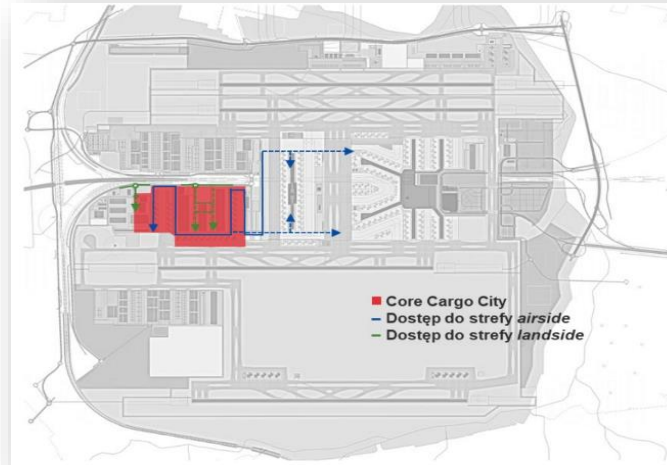 Core Cargo City
Dostęp do strefy airside
Dostęp do strefy landside